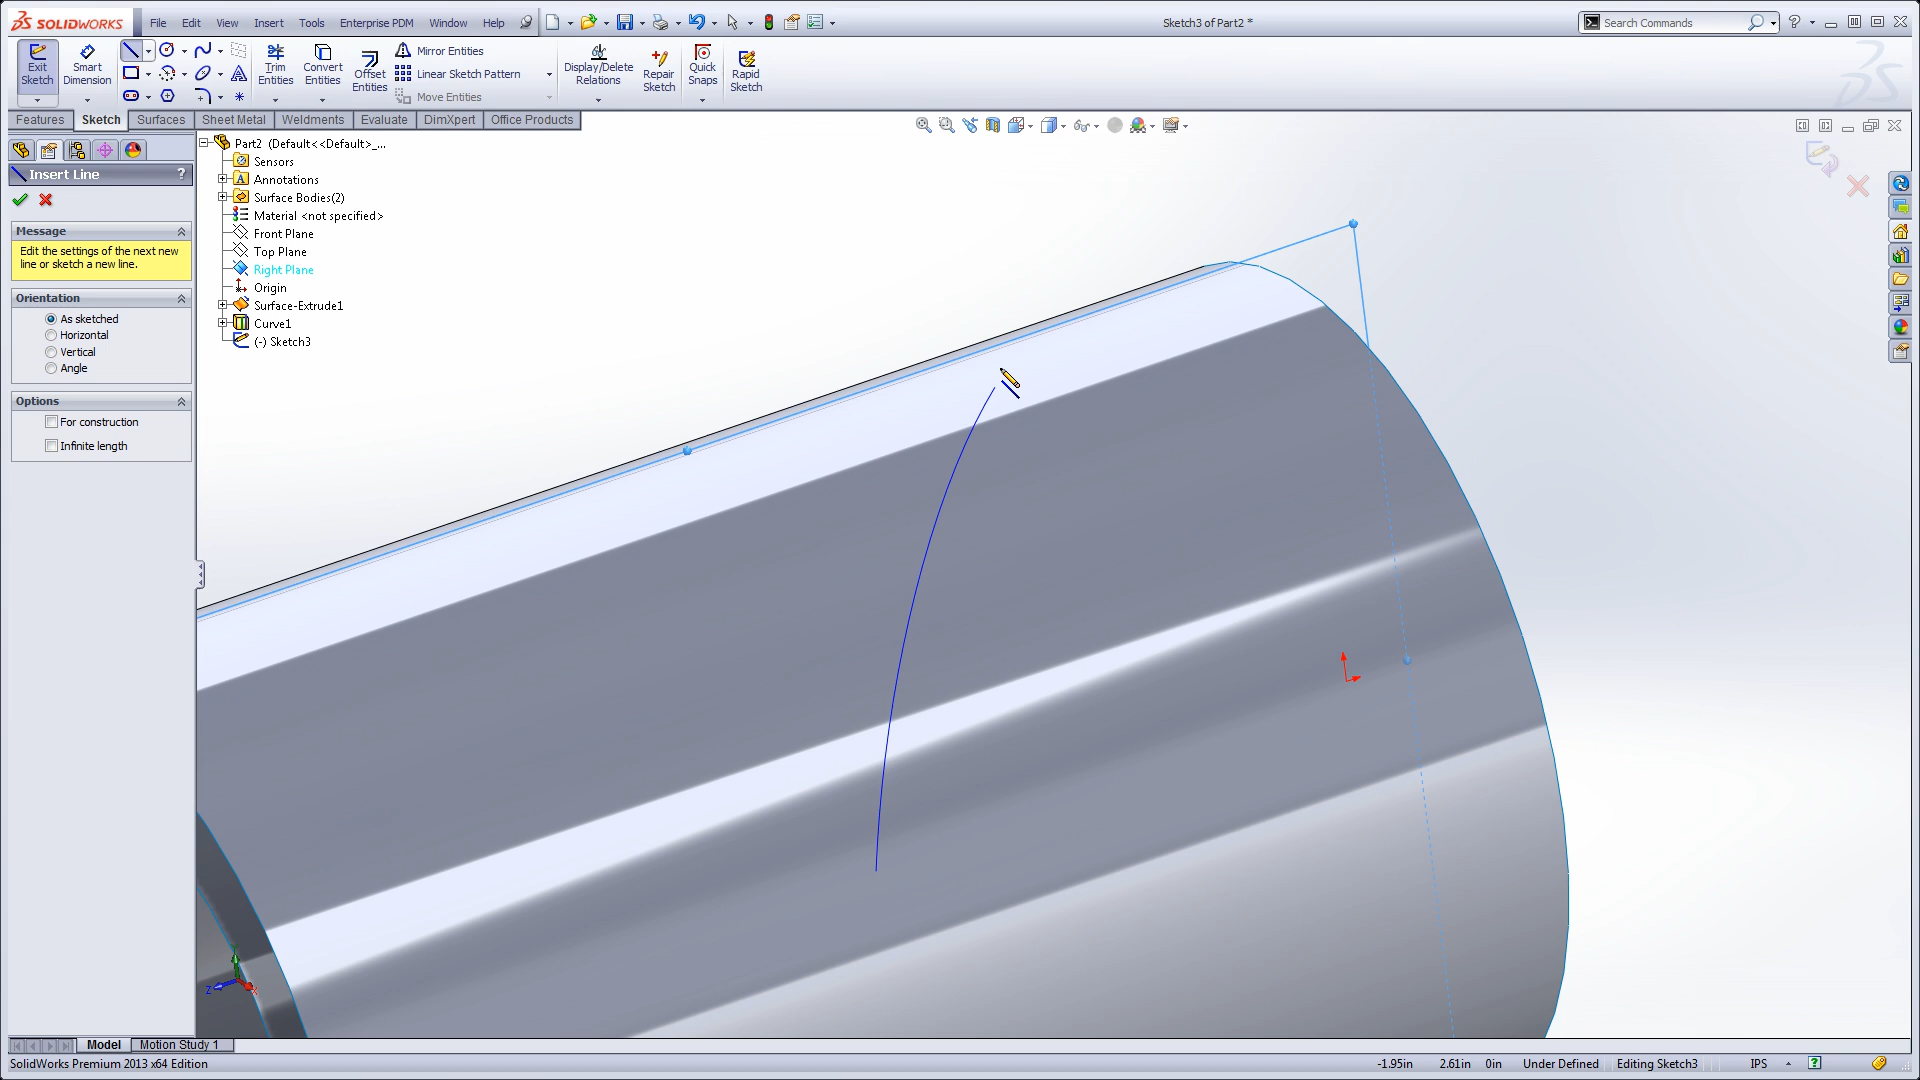 SOLIDWORKS File Edit View Insert Tools Enterprise PDM Window Help
Sketch3 of Part2 *
Search Commands
Exit Sketch
Smart Dimension
Trim Entities
Convert Entities
Offset Entities
Mirror Entities
Linear Sketch Pattern
Move Entities
Display/Delete Relations
Repair Sketch
Quick Snaps
Rapid Sketch
Features Sketch Surfaces Sheet Metal Weldments Evaluate DimXpert Office Products
Insert Line ?
Message
Edit the settings of the next new
line or sketch a new line.
Orientation
As sketched
Horizontal
Vertical
Angle
Options
For construction
Infinite length
Part2 (Default<<Default>_...
Sensors
Annotations
Surface Bodies(2)
Material <not specified>
Front Plane
Top Plane
Right Plane
Origin
Surface-Extrude1
Curve1
(-) Sketch3
Model Motion Study 1
SolidWorks Premium 2013 x64 Edition
-1.95in 2.61in 0in Under Defined Editing Sketch3 IPS